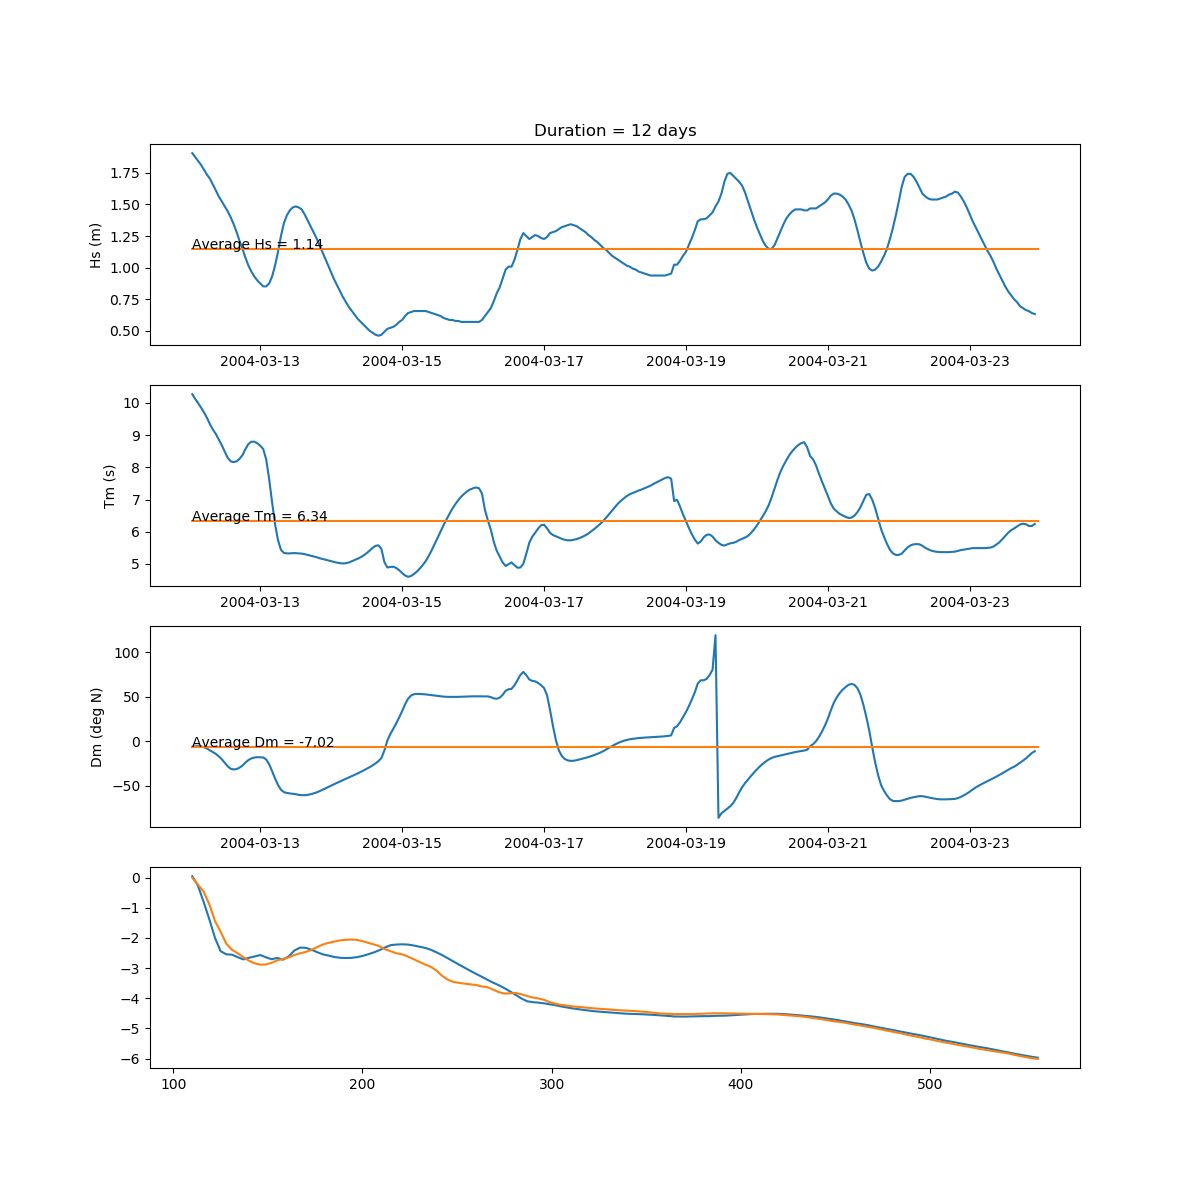 Duration = 12 days
Hs (m)
1.75
1.50
1.25
1.00
0.75
0.50
Average Hs = 1.14
2004-03-13 2004-03-15 2004-03-17 2004-03-19 2004-03-21 2004-03-23
Tm (s)
10
9
8
7
6
5
Average Tm = 6.34
2004-03-13 2004-03-15 2004-03-17 2004-03-19 2004-03-21 2004-03-23
Dm (deg N)
100
50
0
−50
Average Dm = -7.02
2004-03-13 2004-03-15 2004-03-17 2004-03-19 2004-03-21 2004-03-23
0
−1
−2
−3
−4
−5
−6
100 200 300 400 500